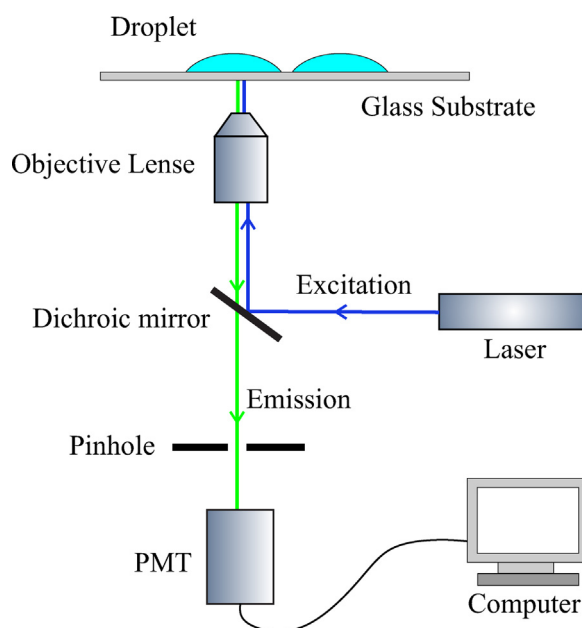 Droplet
Glass Substrate
Objective Lense
Excitation
Dichroic mirror
Laser
Emission
Pinhole
PMT
Computer